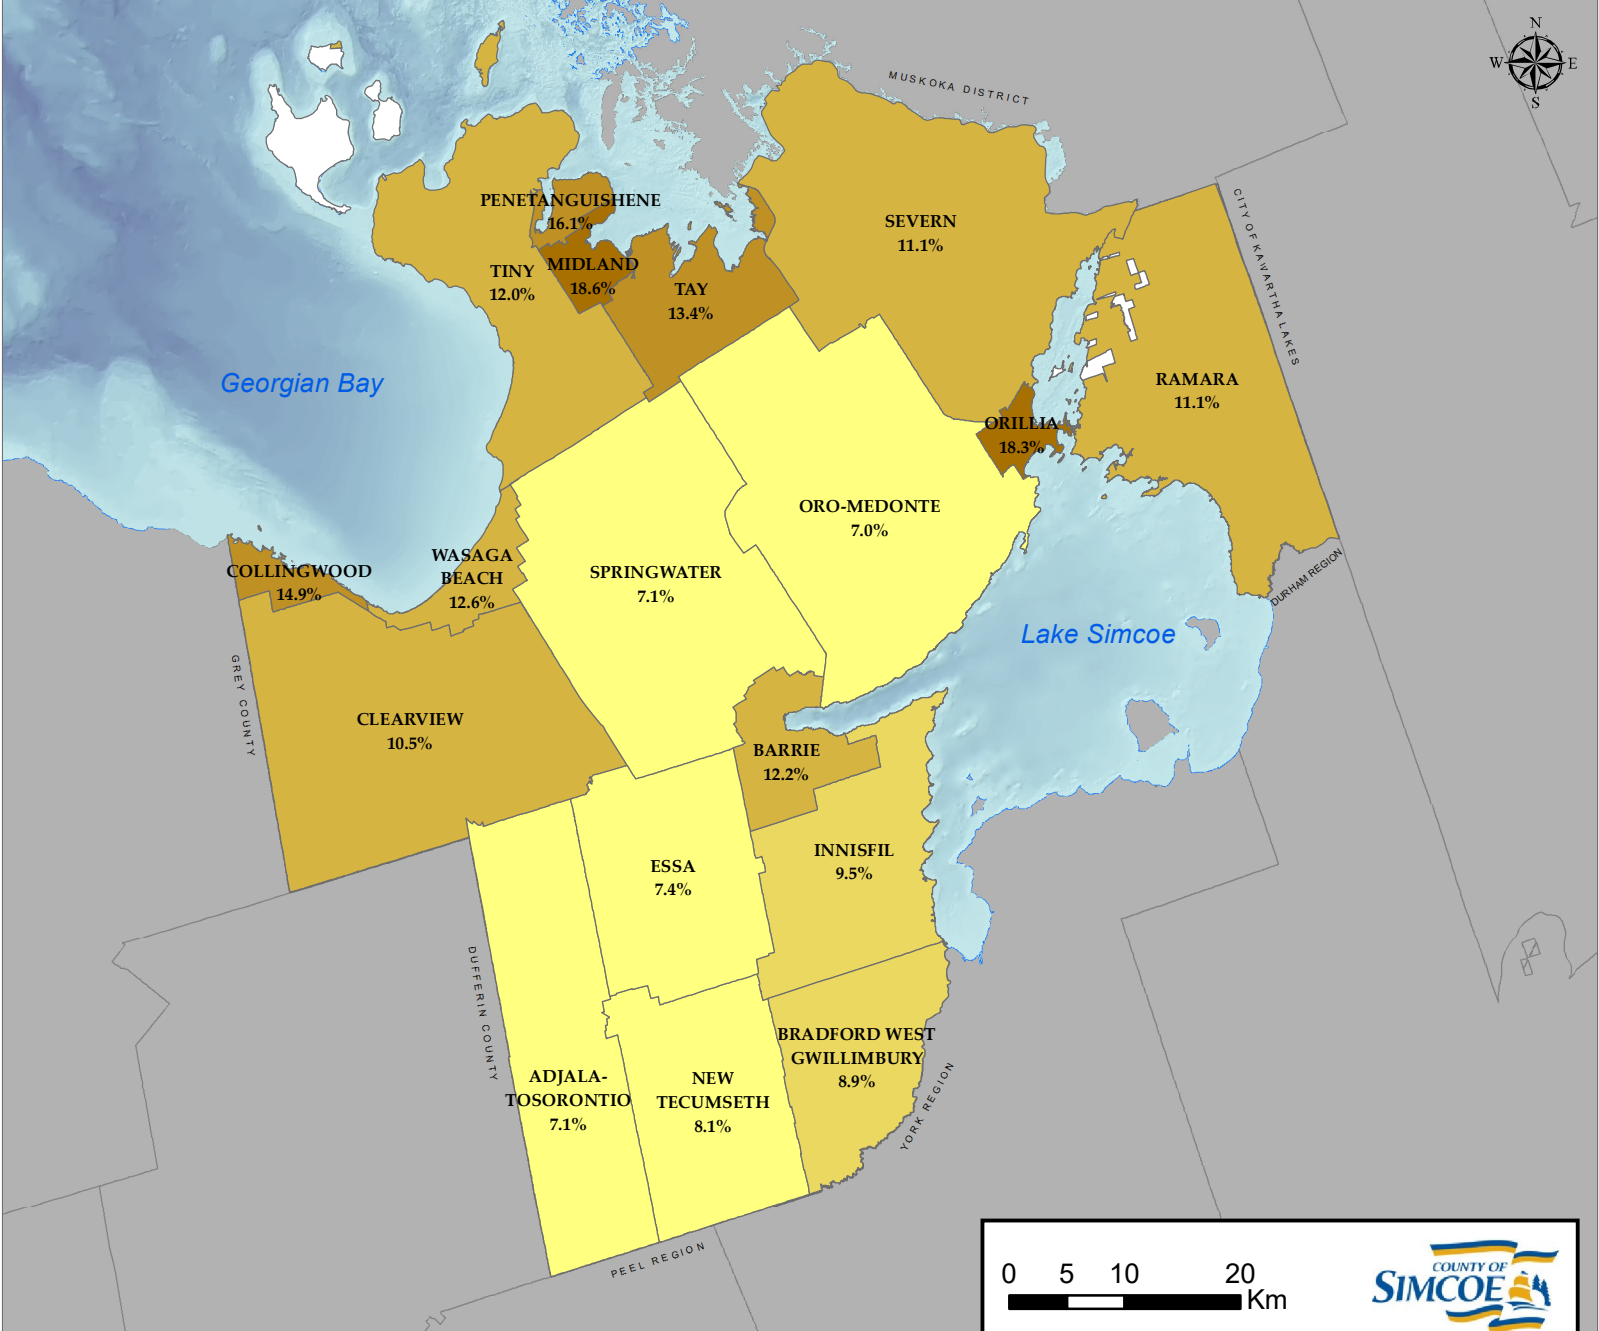 N
W E
S
MUSKOKA DISTRICT
CITY OF KAWARTHA LAKES
PENETANGUISHENE
16.1%
SEVERN
11.1%
MIDLAND
18.6%
TINY
12.0%
TAY
13.4%
Georgian Bay
RAMARA
11.1%
ORILLIA
18.3%
ORO-MEDONTE
7.0%
WASAGA
BEACH
12.6%
COLLINGWOOD
14.9%
SPRINGWATER
7.1%
DURHAM REGION
Lake Simcoe
GREY COUNTY
CLEARVIEW
10.5%
BARRIE
12.2%
INNISFIL
9.5%
ESSA
7.4%
DUFFERIN COUNTY
BRADFORD WEST
GWILLIMBURY
8.9%
ADJALA-
TOSORONTIO
7.1%
NEW
TECUMSETH
8.1%
YORK REGION
PEEL REGION
0 5 10 20
Km
COUNTY OF
SIMCOE